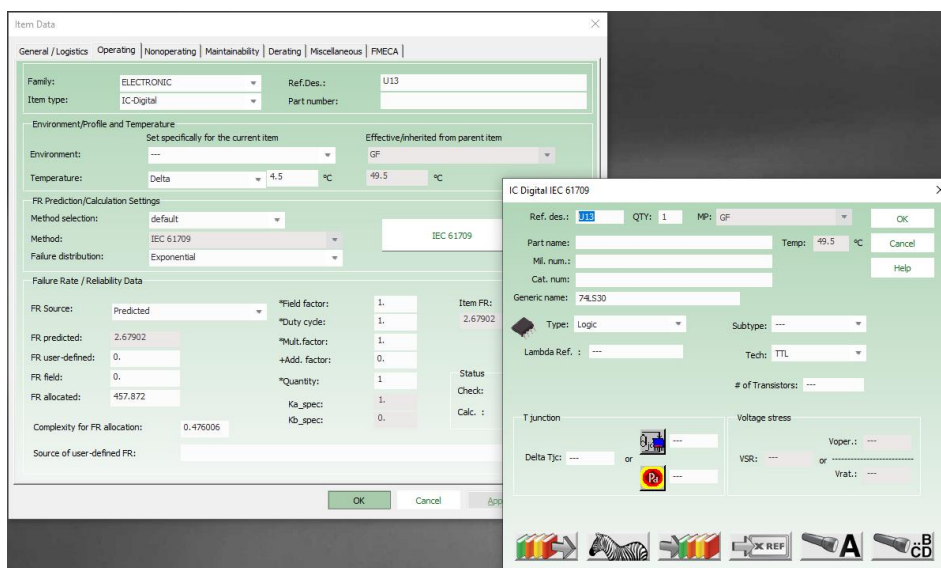 Item Data
General / Logistics Operating Nonoperating Maintainability Derating Miscellaneous FMECA
Family: ELECTRONIC Ref.Des.: U13
Item type: IC-Digital Part number:
Environment/Profile and Temperature
Set specifically for the current item Effective/inherited from parent item
Environment: --- GF
Temperature: Delta 4.5 °C 49.5 °C
FR Prediction/Calculation Settings
Method selection: default
Method: IEC 61709 IEC 61709
Failure distribution: Exponential
Failure Rate / Reliability Data
FR Source: Predicted *Field factor: 1. Item FR:
*Duty cycle: 1. 2.67902
FR predicted: 2.67902 *Mult.factor: 1.
FR user-defined: 0. +Add. factor: 0.
FR field: 0. *Quantity: 1 Status
FR allocated: 457.872 Check:
Ka_spec: 1.
Calc. :
Complexity for FR allocation: 0.476006 Kb_spec: 0.
Source of user-defined FR:
OK Cancel App
IC Digital IEC 61709
Ref. des.: U13 QTY: 1 MP: GF OK
Part name: Temp: 49.5 °C Cancel
Mil. num.: Help
Cat. num:
Generic name: 74LS30
Type: Logic Subtype: ---
Lambda Ref. : --- Tech: TTL
# of Transistors: ---
T junction Voltage stress
θjc --- Voper.: ---
Delta Tjc: --- or VSR: --- or
Pd --- Vrat.: ---
X REF A B C D